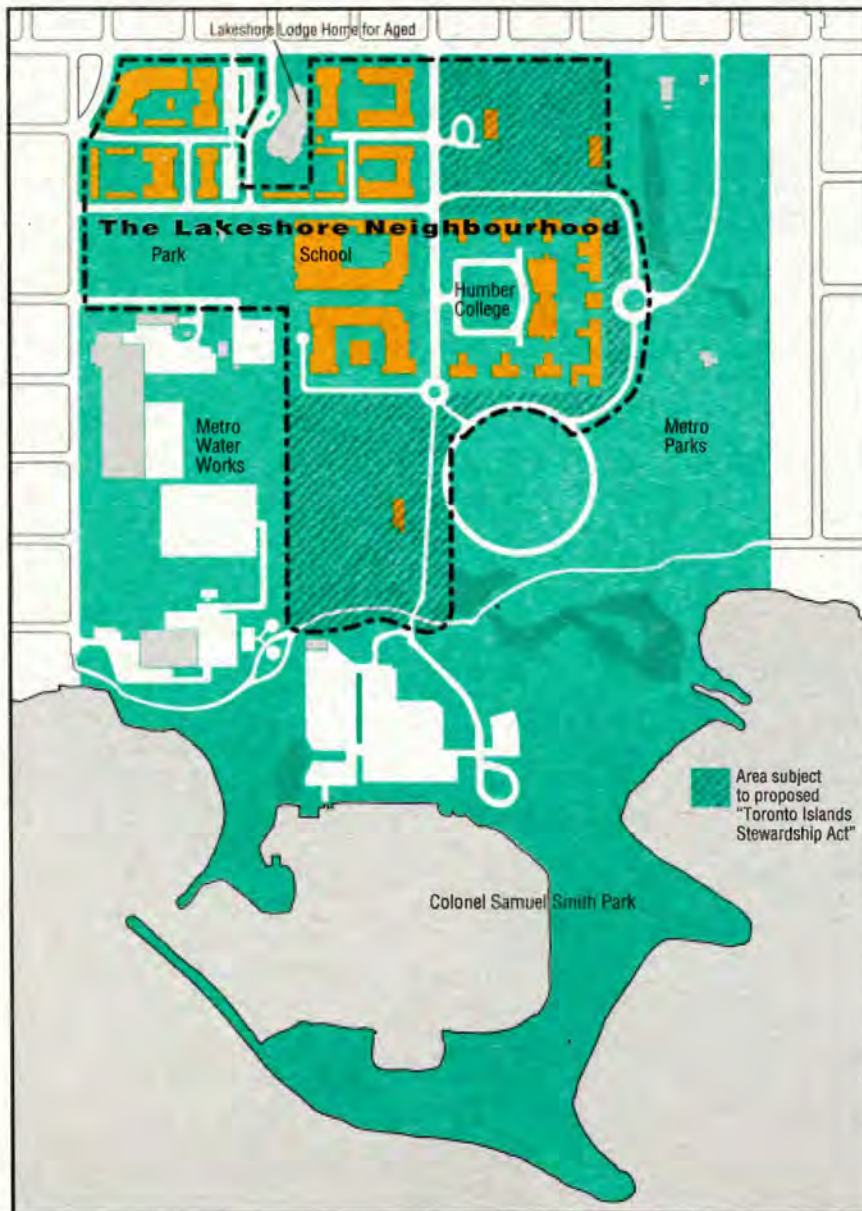 Lakeshore Lodge Home for Aged
The Lakeshore Neighbourhood
Park
School
Humber
College
Metro
Water
Works
Metro
Parks
Area subject
to proposed
“Toronto Islands
Stewardship Act”
Colonel Samuel Smith Park